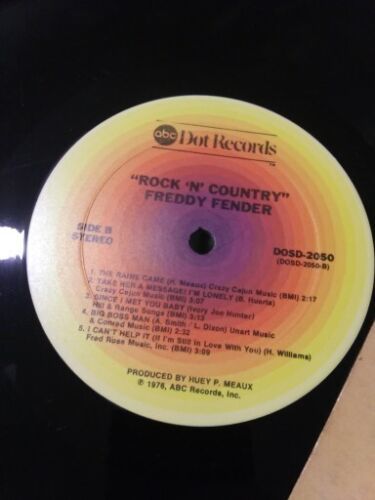 abc Dot Records
"ROCK 'N' COUNTRY"
FREDDY FENDER
SIDE B
STEREO
DOSD-2050
(DOSD-2050-B)
1. THE RAINS CAME (H. Meaux) Crazy Cajun Music (BMI) 2:17
2. TAKE HER A MESSAGE! I'M LONELY (B. Huerta)
Crazy Cajun Music (BMI) 3:07
3. SINCE I MET YOU BABY (Ivory Joe Hunter)
Hill & Range Songs (BMI) 3:13
4. BIG BOSS MAN (A. Smith / L. Dixon) Unart Music
& Conrad Music (BMI) 2:32
5. I CAN'T HELP IT (If I'm Still in Love With You) (H. Williams)
Fred Rose Music, Inc. (BMI) 3:09
PRODUCED BY HUEY P. MEAUX
℗ 1976, ABC Records, Inc.